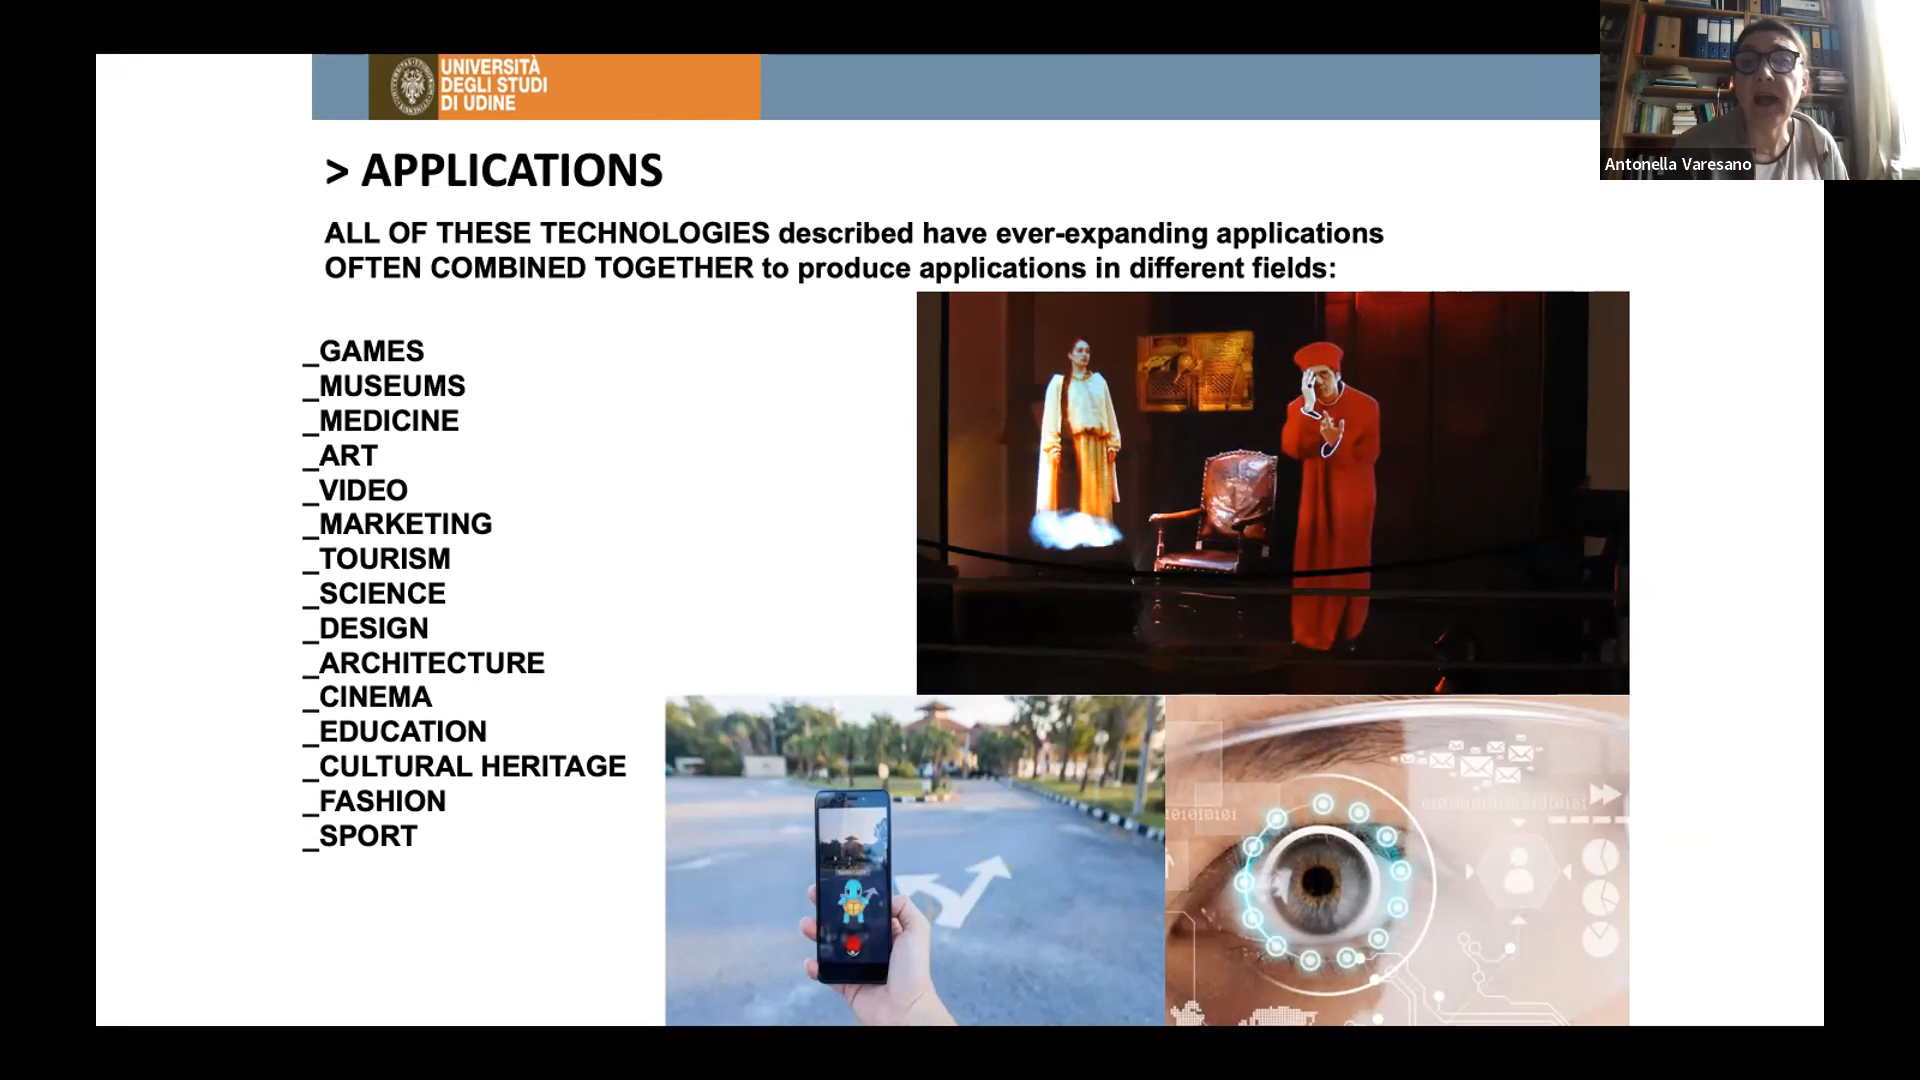 UNIVERSITÀ
DEGLI STUDI
DI UDINE
Antonella Varesano
> APPLICATIONS
ALL OF THESE TECHNOLOGIES described have ever-expanding applications
OFTEN COMBINED TOGETHER to produce applications in different fields:
_GAMES
_MUSEUMS
_MEDICINE
_ART
_VIDEO
_MARKETING
_TOURISM
_SCIENCE
_DESIGN
_ARCHITECTURE
_CINEMA
_EDUCATION
_CULTURAL HERITAGE
_FASHION
_SPORT